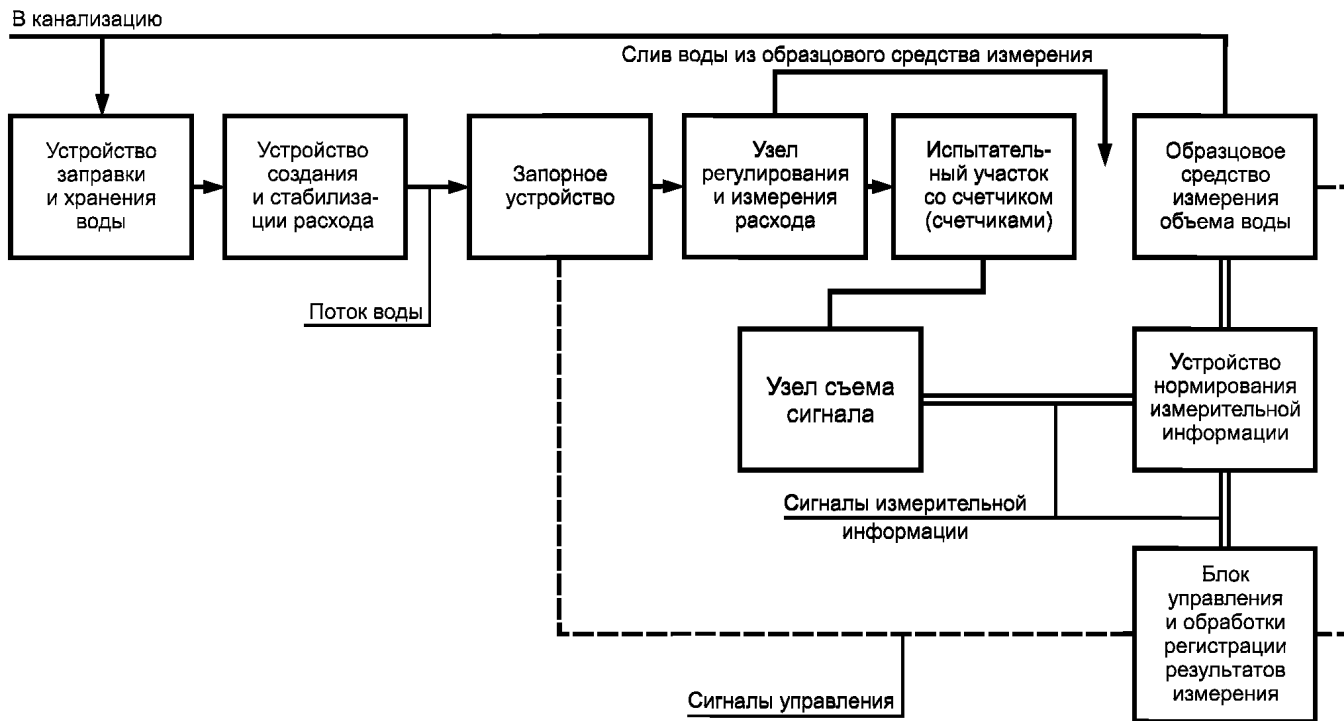 В канализацию
Слив воды из образцового средства измерения
Устройство
заправки
и хранения
воды
Устройство
создания
и стабилиза-
ции расхода
Запорное
устройство
Узел
регулирования
и измерения
расхода
Испытатель-
ный участок
со счетчиком
(счетчиками)
Образцовое
средство
измерения
объема воды
Поток воды
Узел съема
сигнала
Устройство
нормирования
измерительной
информации
Сигналы измерительной
информации
Блок
управления
и обработки
регистрации
результатов
измерения
Сигналы управления